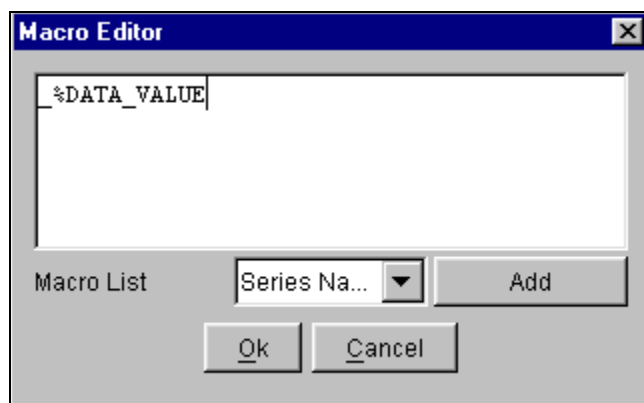 Macro Editor
_%DATA_VALUE
Macro List
Series Na...
Add
Ok
Cancel